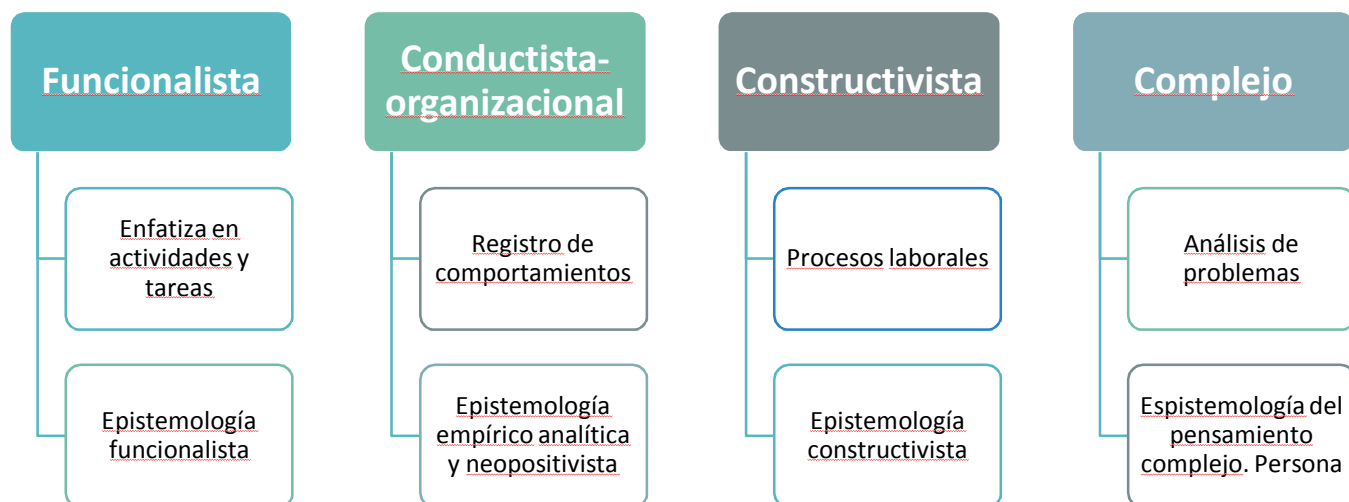 Funcionalista
Enfatiza en
actividades y
tareas
Epistemología
funcionalista
Conductista-
organizacional
Registro de
comportamientos
Epistemología
empírico analítica
y neopositivista
Constructivista
Procesos laborales
Epistemología
constructivista
Complejo
Análisis de
problemas
Espistemología del
pensamiento
complejo. Persona